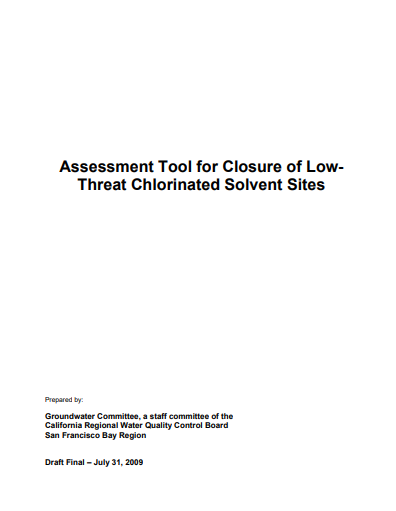 Assessment Tool for Closure of Low-
Threat Chlorinated Solvent Sites
Prepared by:
Groundwater Committee, a staff committee of the
California Regional Water Quality Control Board
San Francisco Bay Region
Draft Final – July 31, 2009